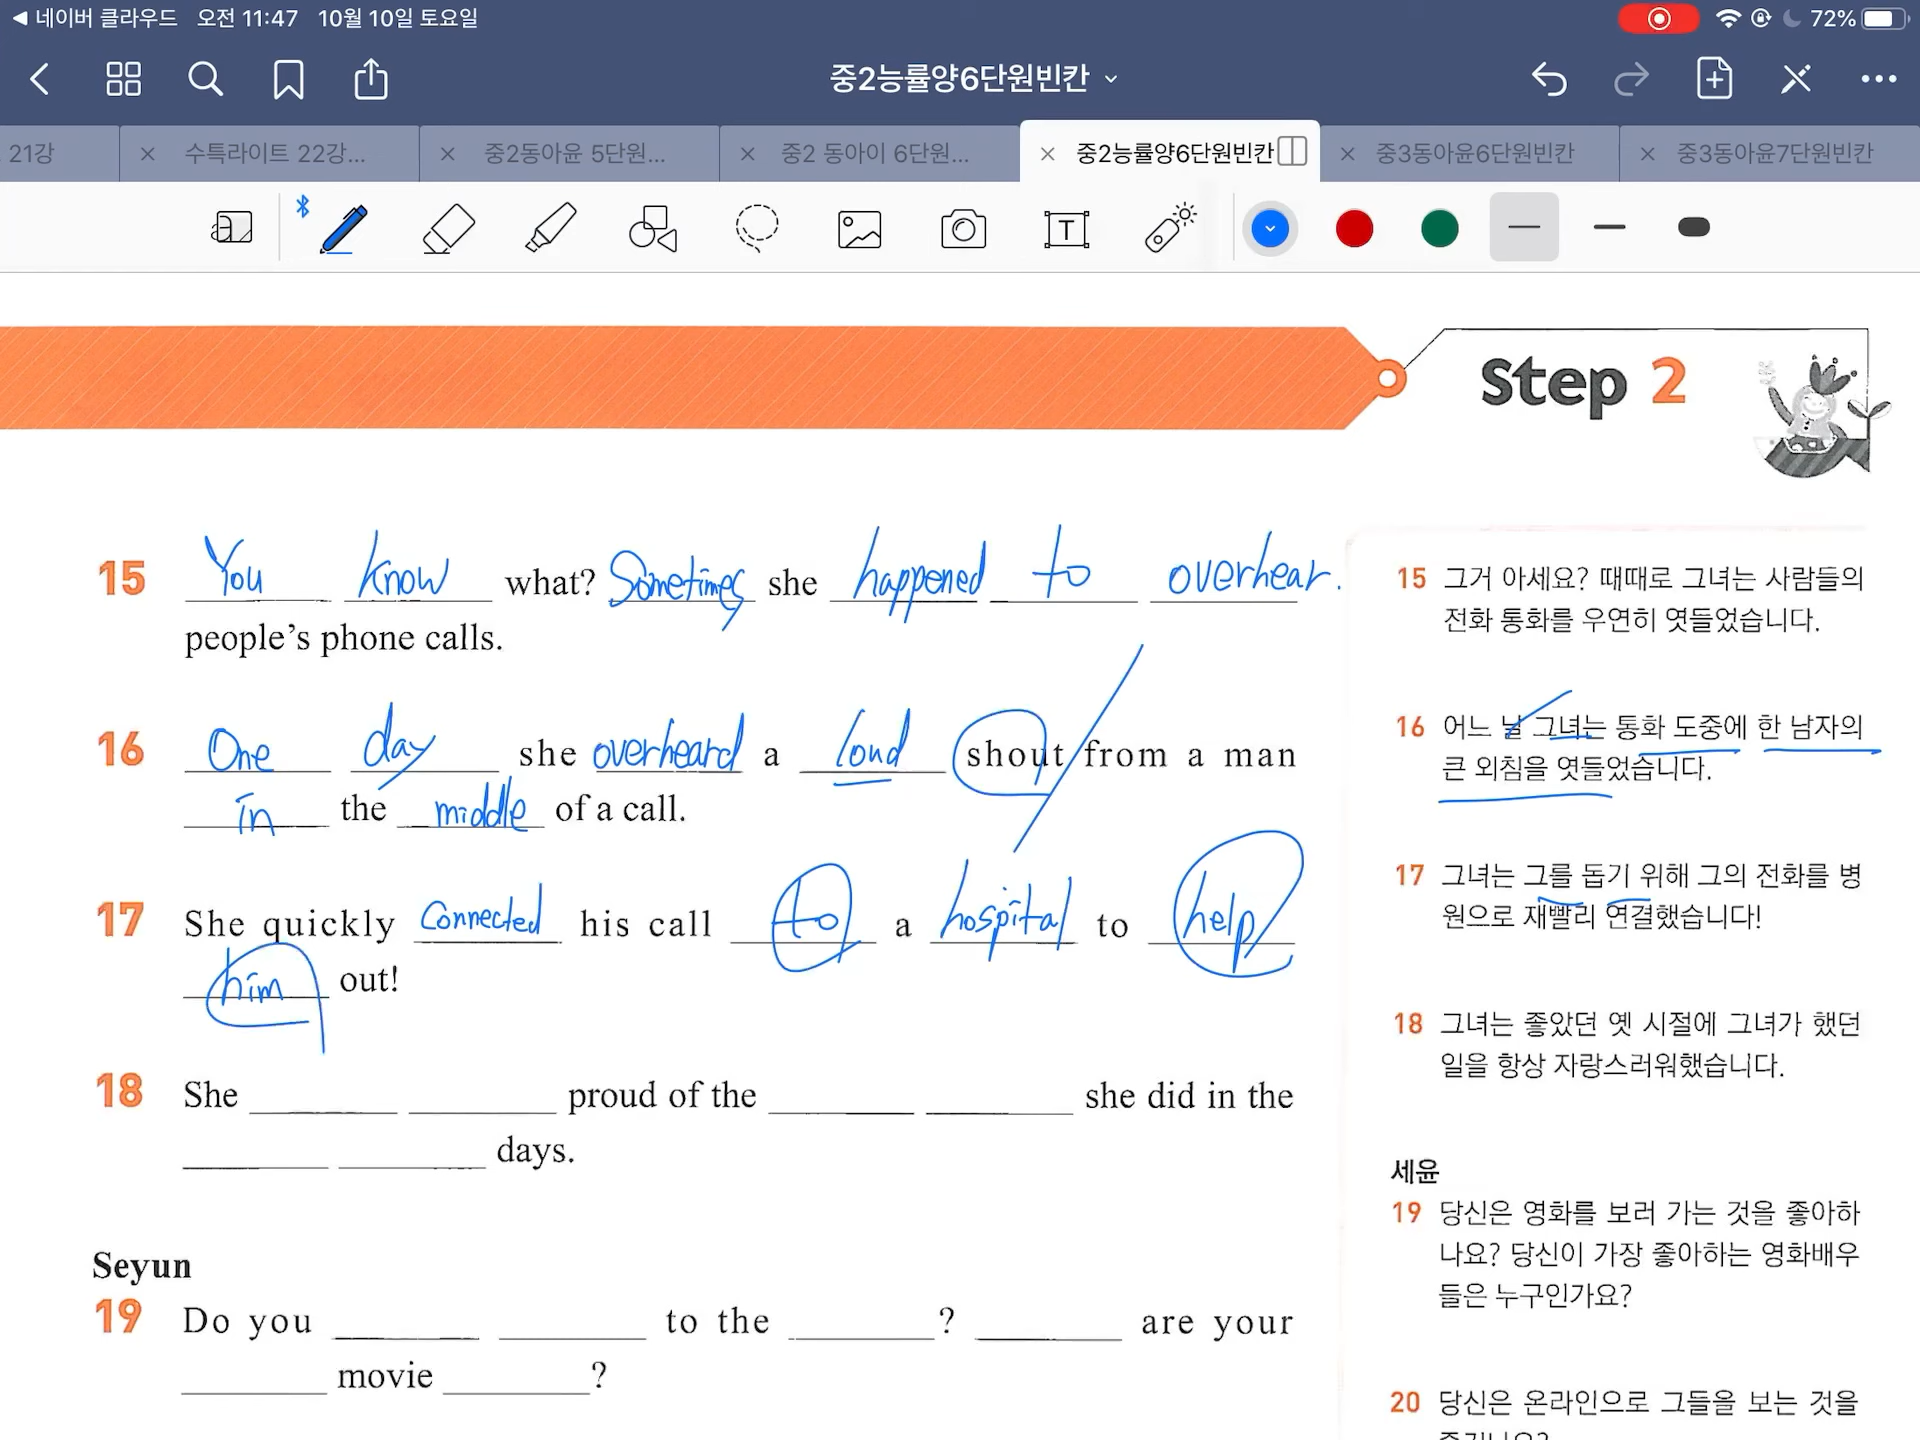 네이버 클라우드 오전 11:47 10월 10일 토요일 72%
중2능률양6단원빈칸
21강 수특라이트 22강... 중2동아윤 5단원... 중2 동아이 6단원... 중2능률양6단원빈칸 중3동아윤6단원빈칸 중3동아윤7단원빈칸
T
Step 2
15 You know what? Sometimes she happened to overhear.
people's phone calls.
16 One day she overheard a loud shout from a man
in the middle of a call.
17 She quickly connected his call to a hospital to help
him out!
18 She proud of the she did in the
days.
Seyun
19 Do you to the ? are your
movie ?
15 그거 아세요? 때때로 그녀는 사람들의
전화 통화를 우연히 엿들었습니다.
16 어느 날 그녀는 통화 도중에 한 남자의
큰 외침을 엿들었습니다.
17 그녀는 그를 돕기 위해 그의 전화를 병
원으로 재빨리 연결했습니다!
18 그녀는 좋았던 옛 시절에 그녀가 했던
일을 항상 자랑스러워했습니다.
세윤
19 당신은 영화를 보러 가는 것을 좋아하
나요? 당신이 가장 좋아하는 영화배우
들은 누구인가요?
20 당신은 온라인으로 그들을 보는 것을